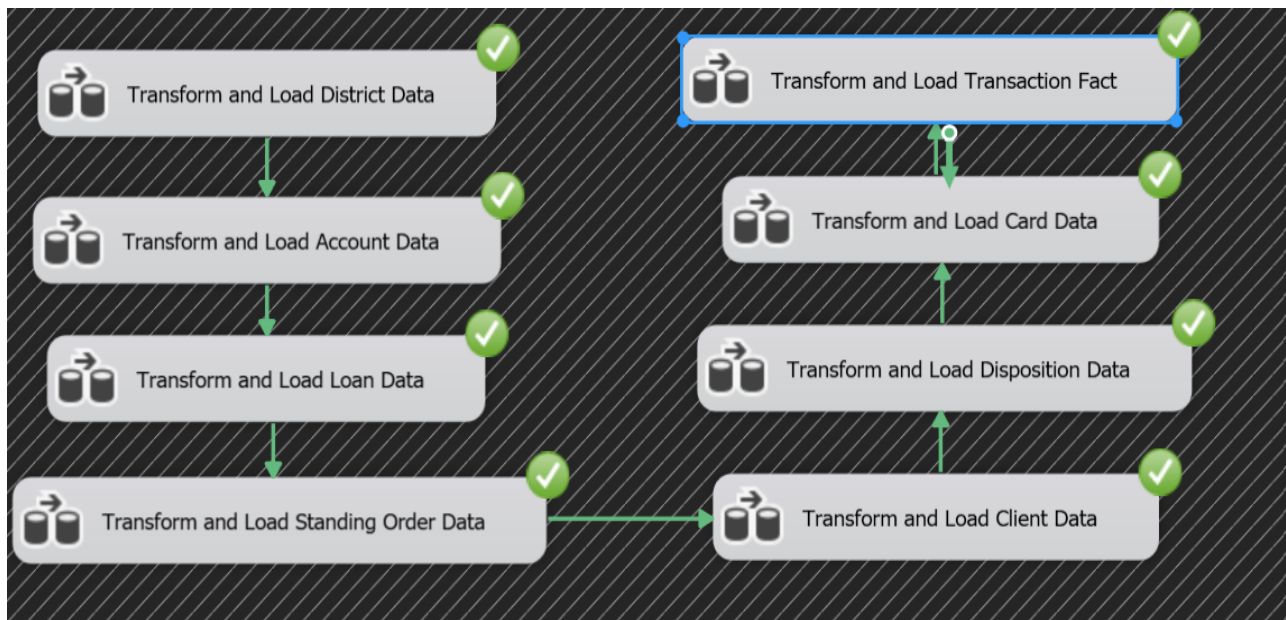 Transform and Load District Data
Transform and Load Account Data
Transform and Load Loan Data
Transform and Load Standing Order Data
Transform and Load Client Data
Transform and Load Disposition Data
Transform and Load Card Data
Transform and Load Transaction Fact